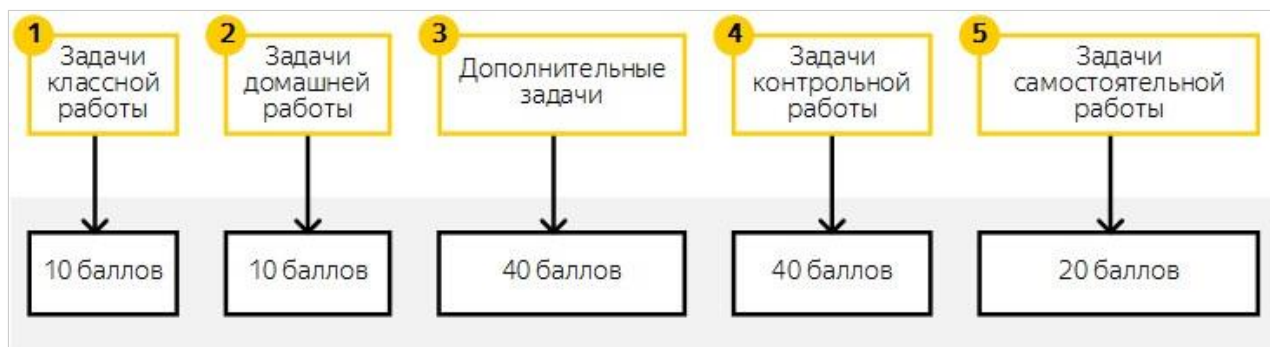 1
Задачи
классной
работы
2
Задачи
домашней
работы
3
Дополнительные
задачи
4
Задачи
контрольной
работы
5
Задачи
самостоятельной
работы
10 баллов
10 баллов
40 баллов
40 баллов
20 баллов